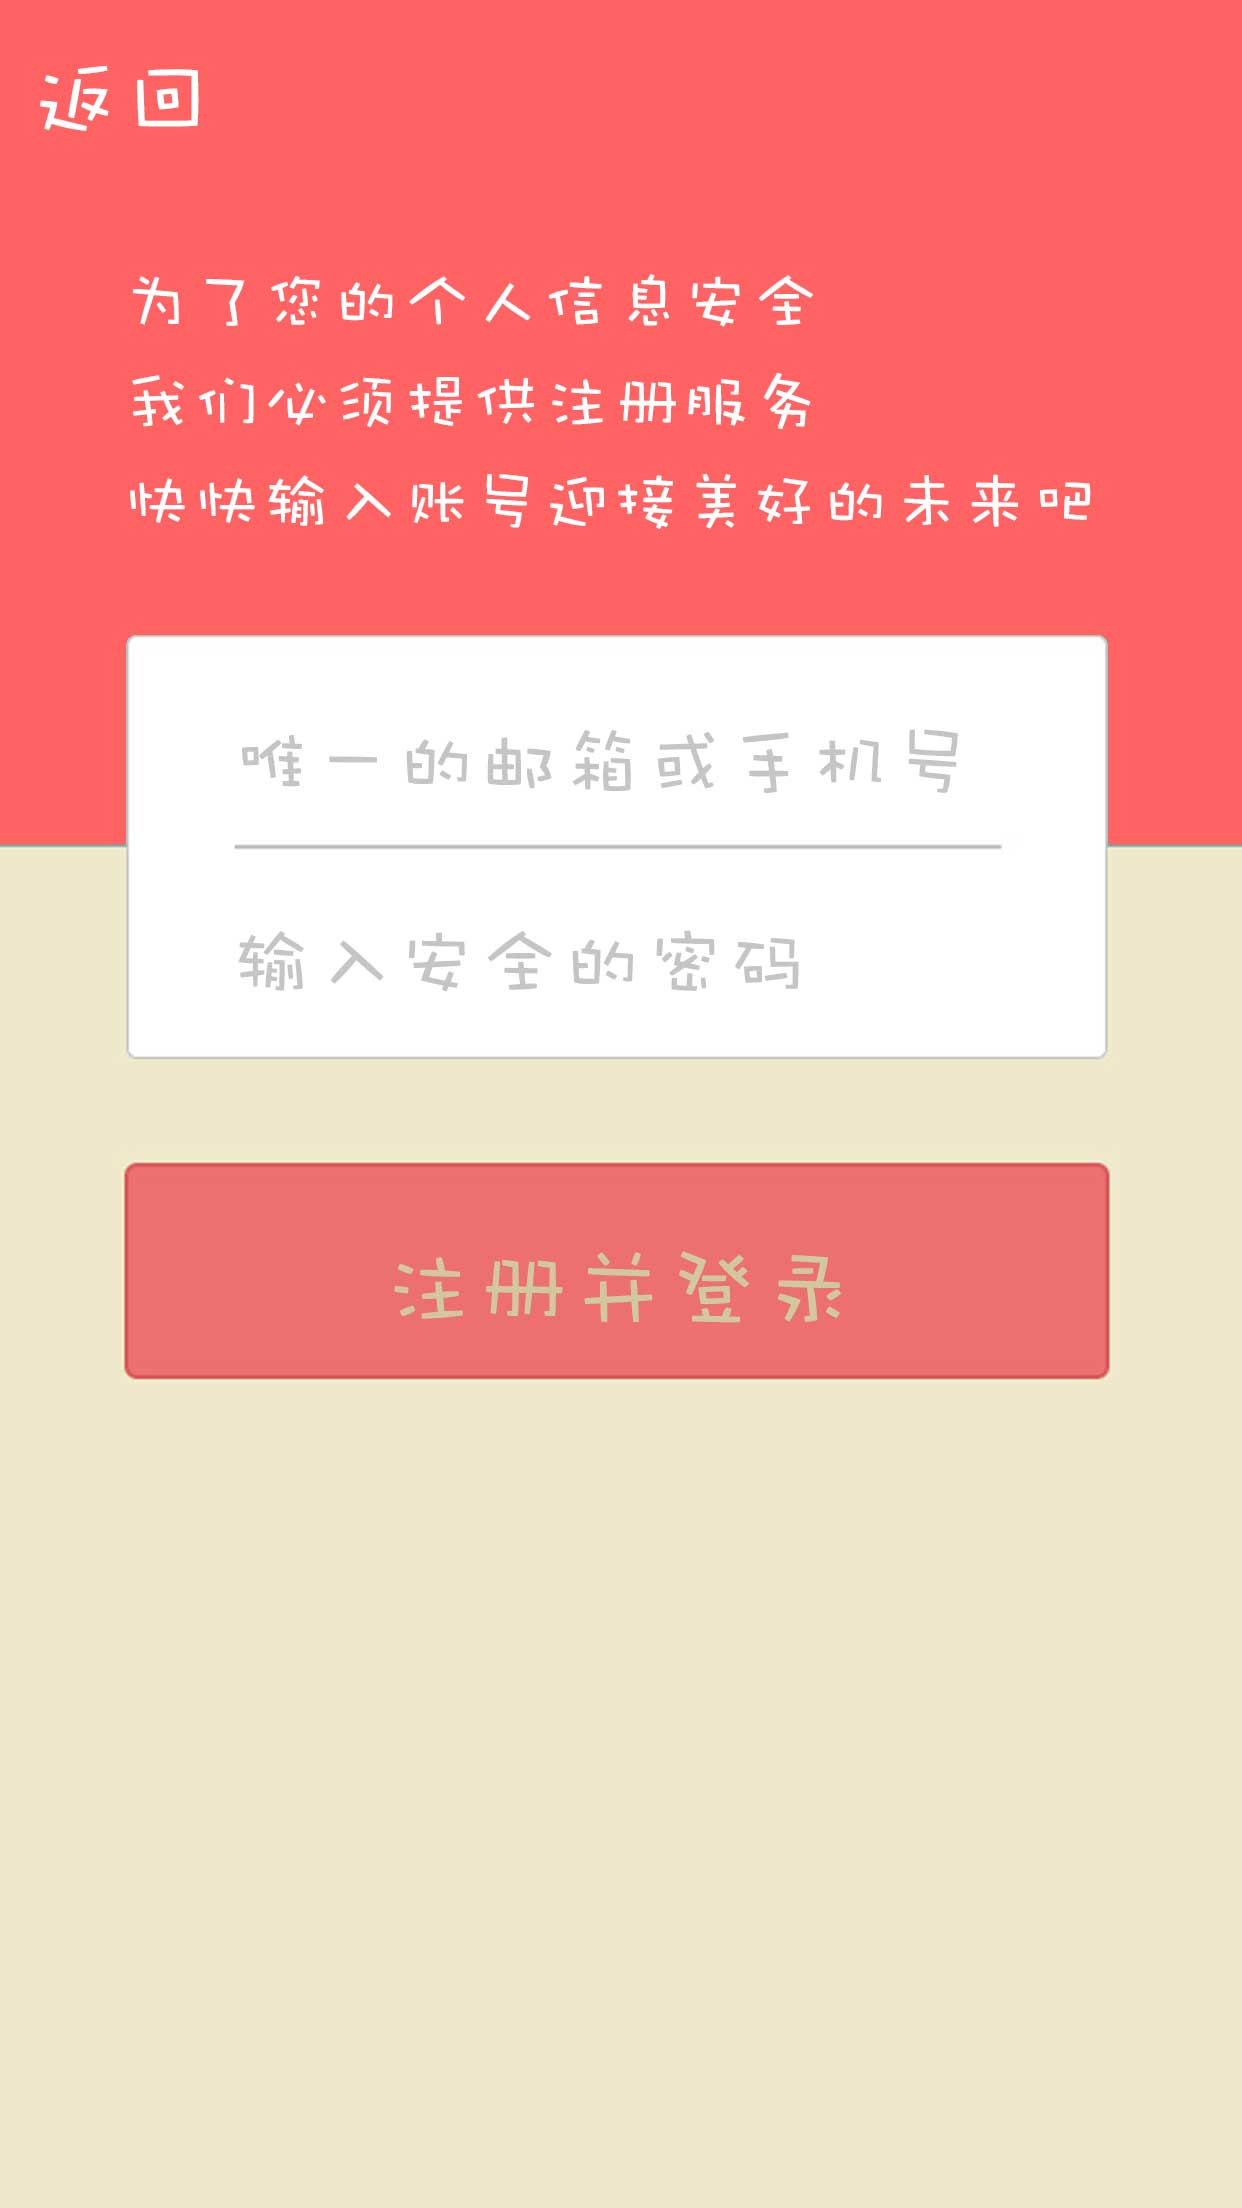 返回
为了您的个人信息安全
我们必须提供注册服务
快快输入账号迎接美好的未来吧
唯一的邮箱或手机号
输入安全的密码
注册并登录